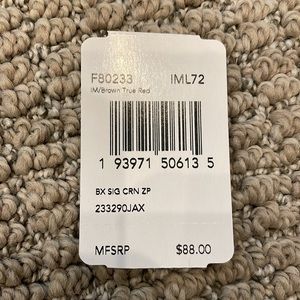 F80233 IML72
IM/Brown True Red
1 93971 50613 5
BX SIG CRN ZP
233290JAX
MFSRP $88.00